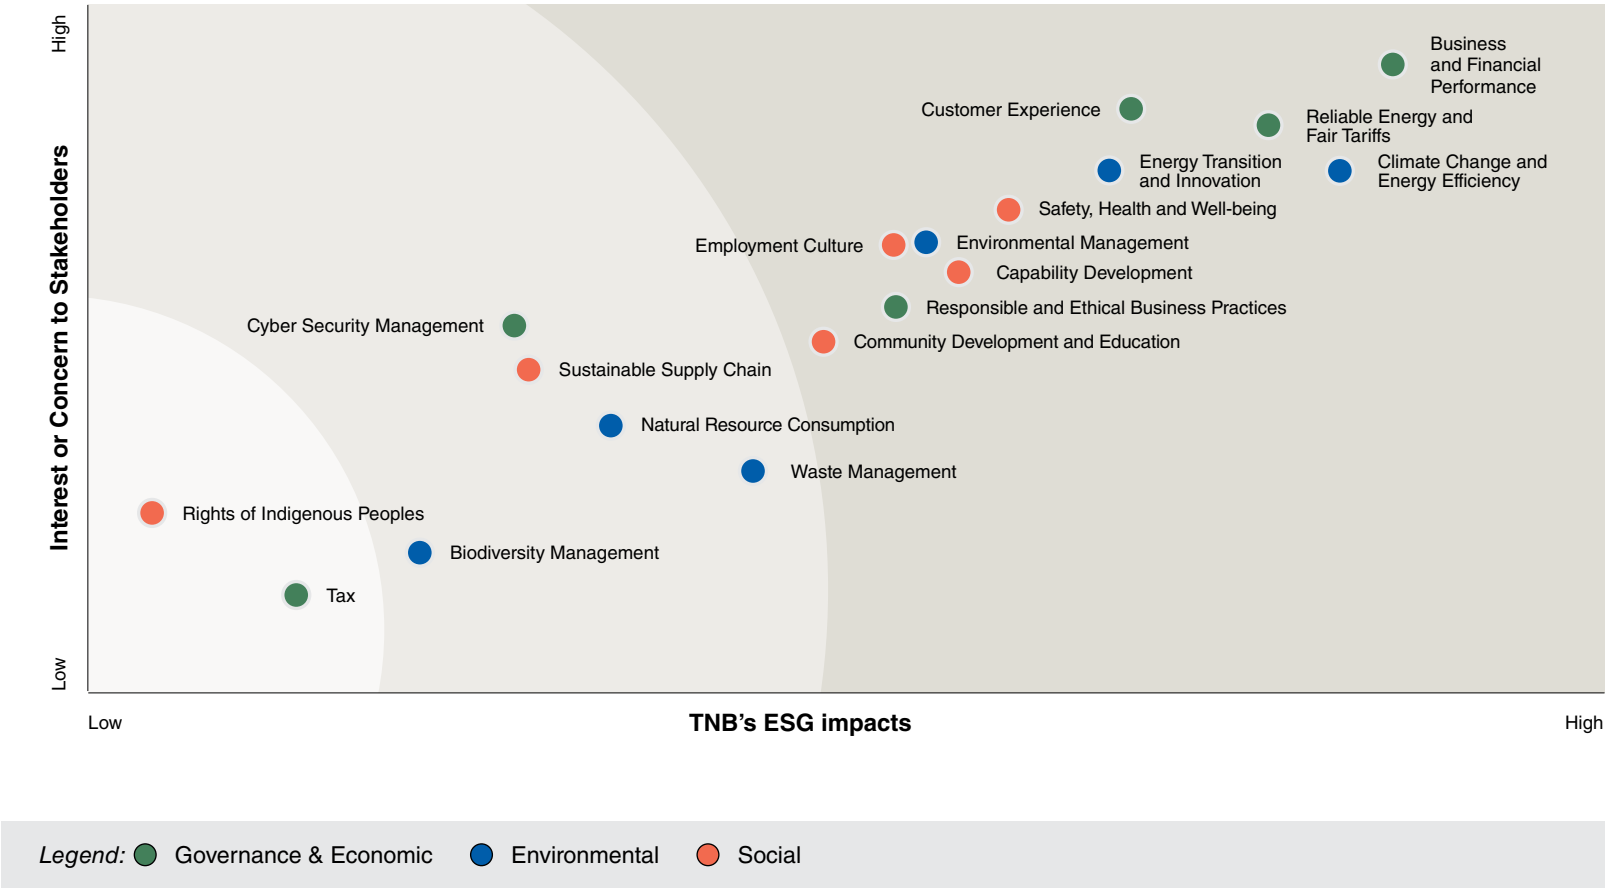 High
Business
and Financial
Performance
Customer Experience
Reliable Energy and
Fair Tariffs
Energy Transition
and Innovation
Climate Change and
Energy Efficiency
Safety, Health and Well-being
Employment Culture
Environmental Management
Capability Development
Responsible and Ethical Business Practices
Cyber Security Management
Community Development and Education
Sustainable Supply Chain
Natural Resource Consumption
Waste Management
Rights of Indigenous Peoples
Biodiversity Management
Tax
Interest or Concern to Stakeholders
Low
Low
TNB’s ESG impacts
High
Legend: Governance & Economic Environmental Social